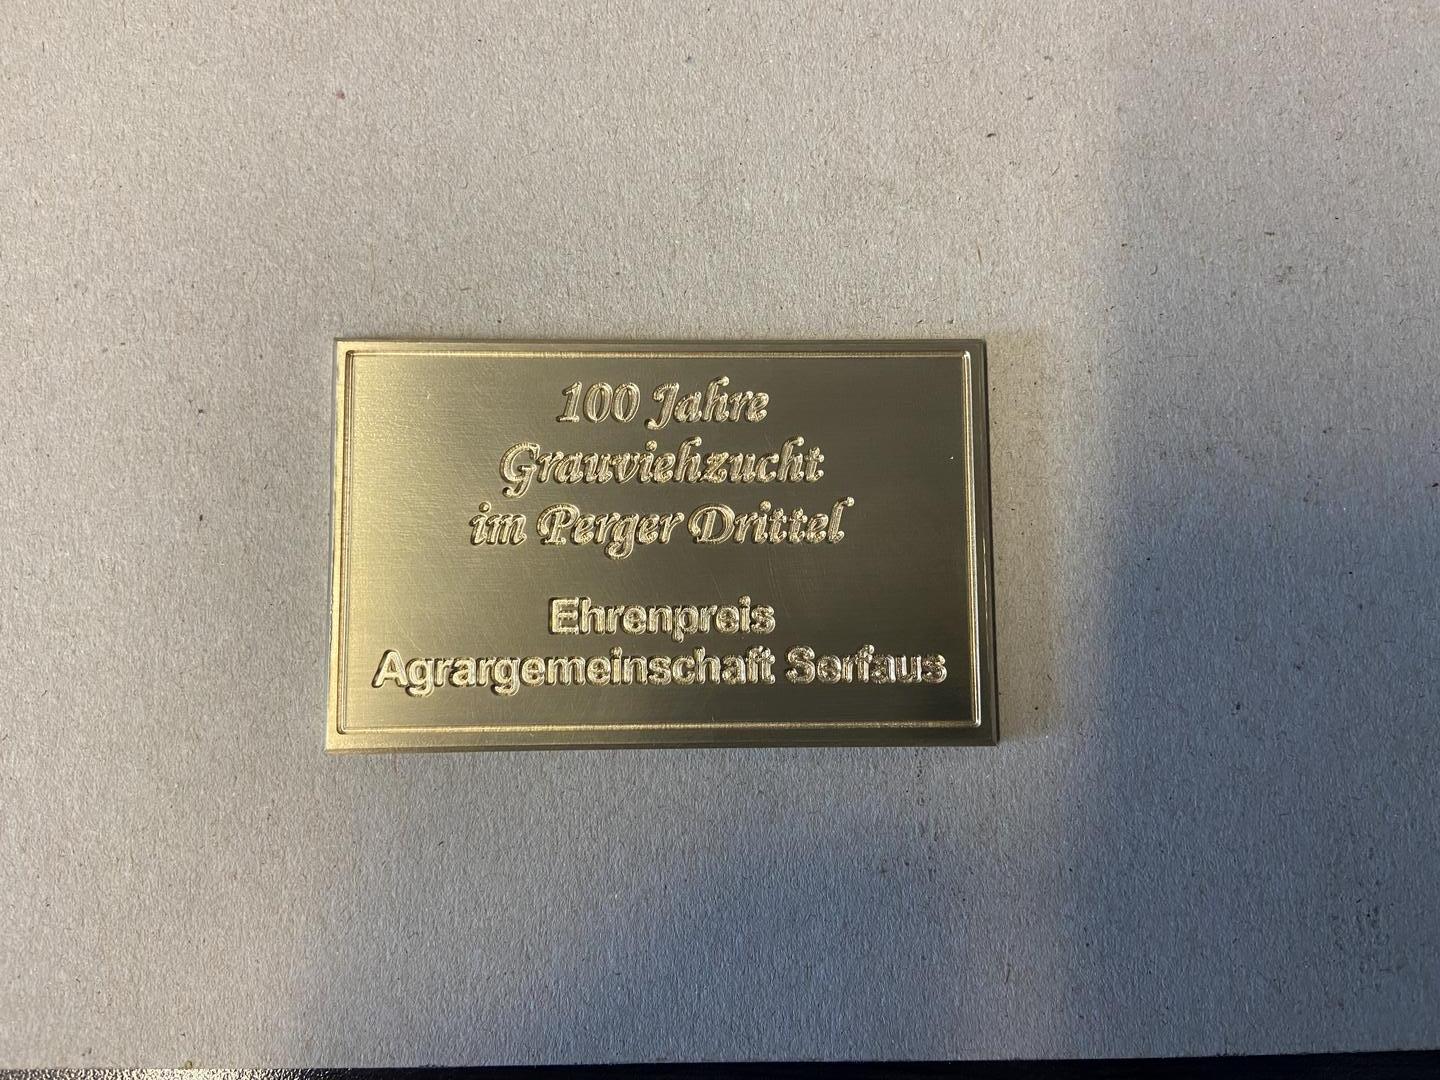 100 Jahre
Grauviehzucht
im Perger Drittel
Ehrenpreis
Agrargemeinschaft Serfaus